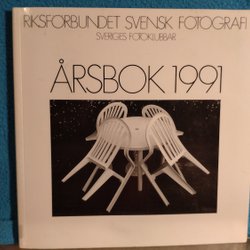 RIKSFÖRBUNDET SVENSK FOTOGRAFI
SVERIGES FOTOKLUBBAR
ÅRSBOK 1991